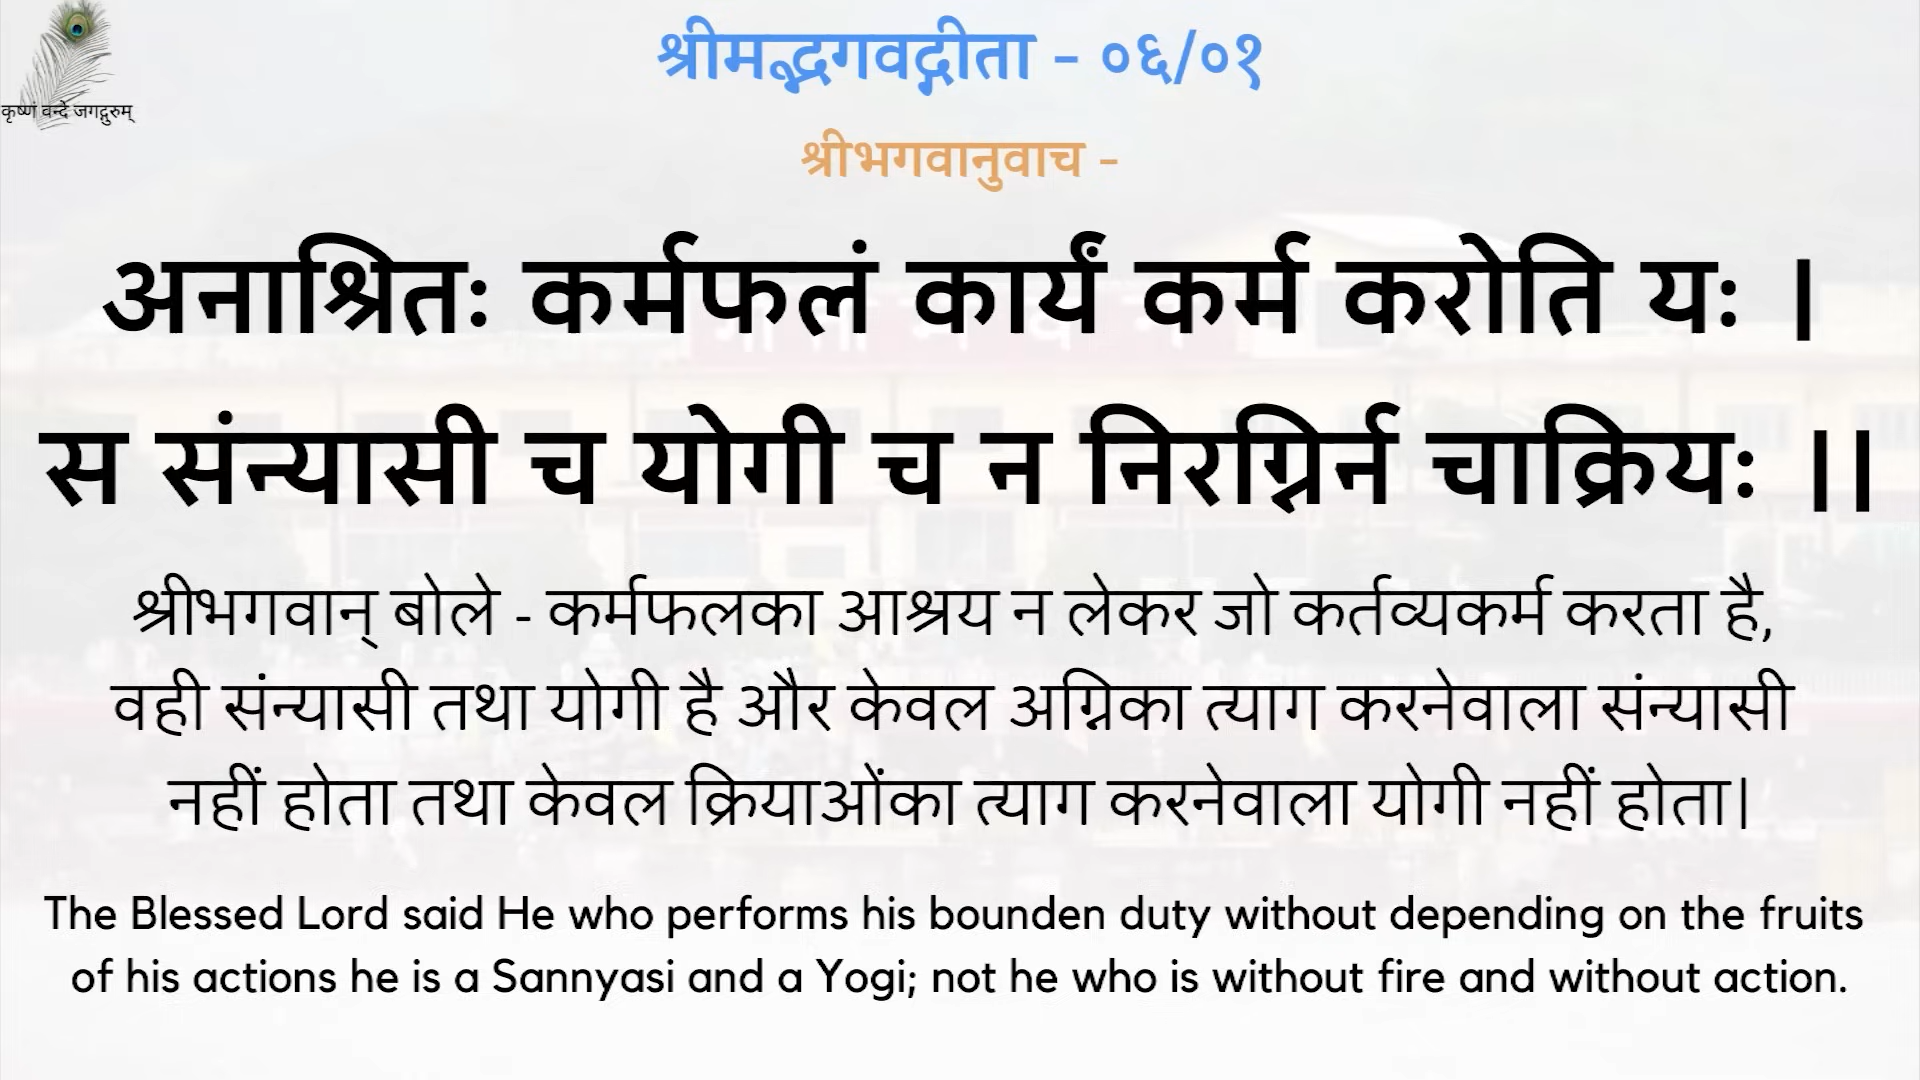 श्रीमद्भगवद्गीता - ०६/०१
कृष्णं वन्दे जगद्गुरुम्
श्रीभगवानुवाच -
अनाश्रितः कर्मफलं कार्यं कर्म करोति यः ।
स संन्यासी च योगी च न निरग्निर्न चाक्रियः ।।
श्रीभगवान् बोले - कर्मफलका आश्रय न लेकर जो कर्तव्यकर्म करता है,
वही संन्यासी तथा योगी है और केवल अग्निका त्याग करनेवाला संन्यासी
नहीं होता तथा केवल क्रियाओंका त्याग करनेवाला योगी नहीं होता|
The Blessed Lord said He who performs his bounden duty without depending on the fruits
of his actions he is a Sannyasi and a Yogi; not he who is without fire and without action.